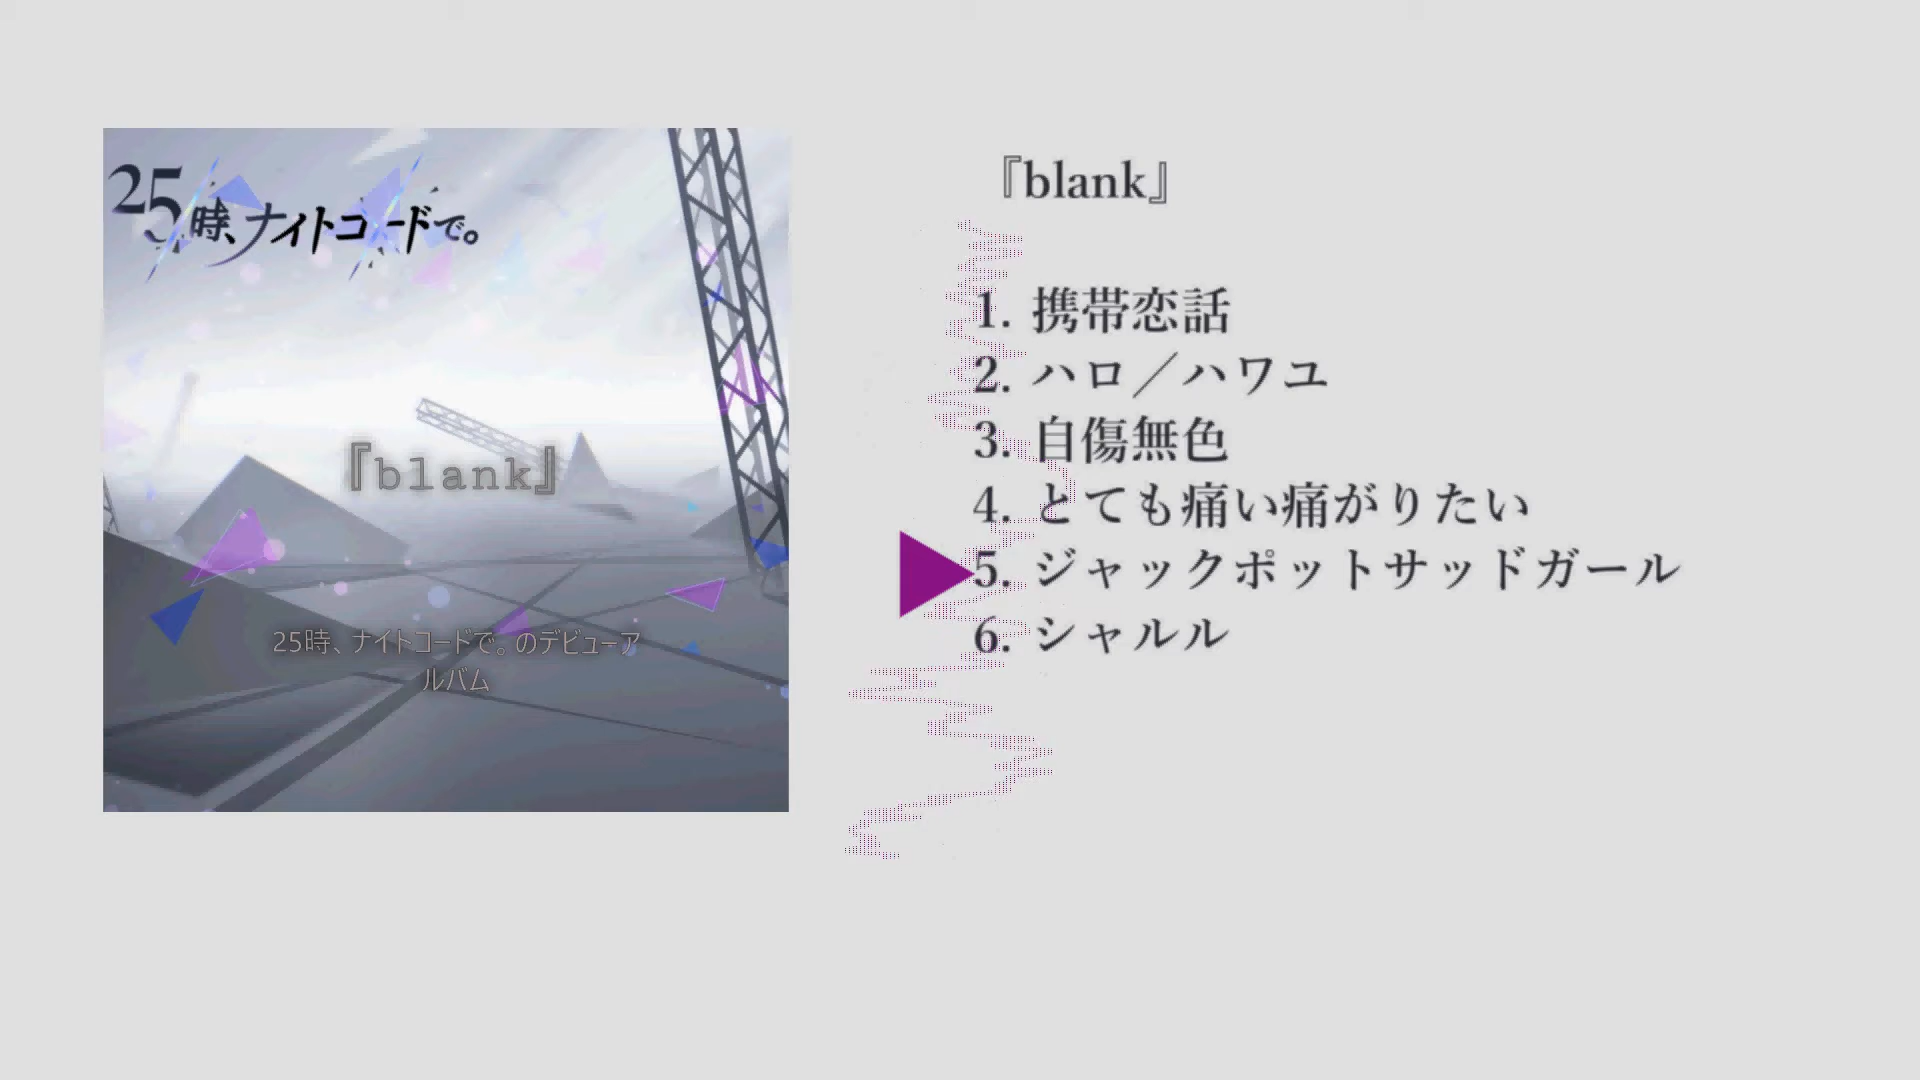 25時、ナイトコードで。
『blank』
25時、ナイトコードで。のデビューア
ルバム
『blank』
1. 携帯恋話
2. ハロ／ハワユ
3. 自傷無色
4. とても痛い痛がりたい
5. ジャックポットサッドガール
6. シャルル